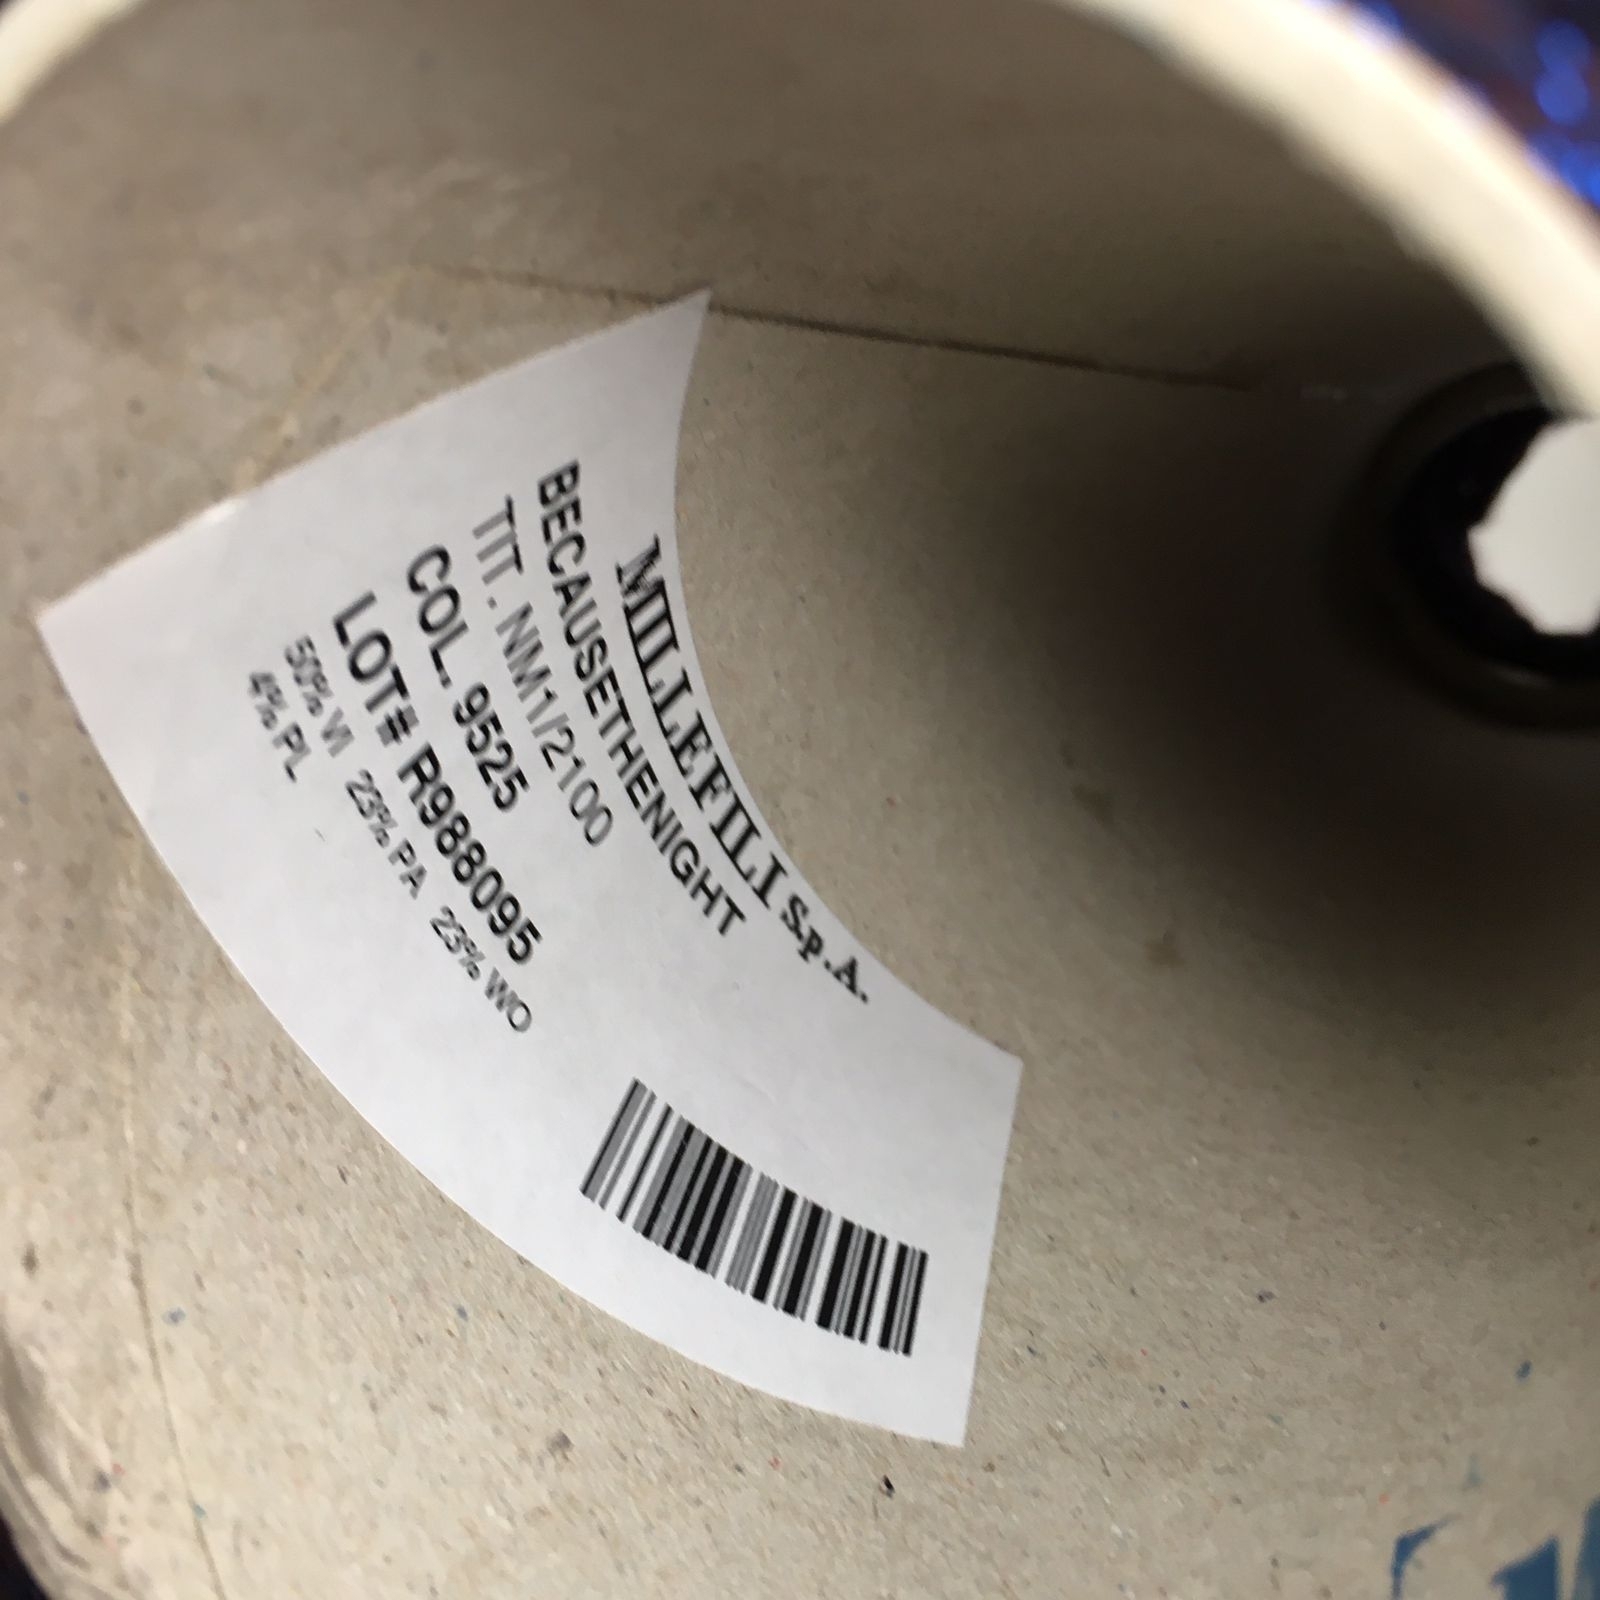 MILLEFILI S.p.A.
BECAUSETHENIGHT
TIT. NM1/2100
COL. 9525
LOT# R988095
50% VI 23% PA 23% WO
4% PL